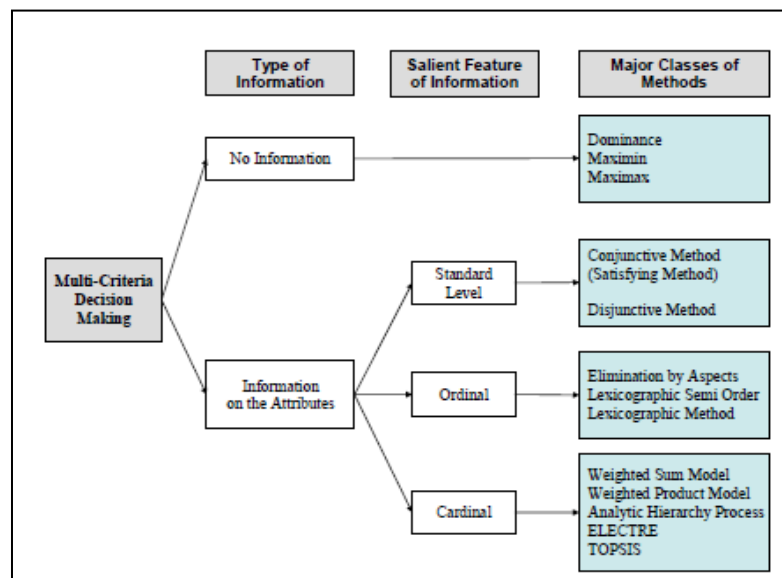 Type of
Information
Salient Feature
of Information
Major Classes of
Methods
No Information
Dominance
Maximin
Maximax
Multi-Criteria
Decision
Making
Standard
Level
Conjunctive Method
(Satisfying Method)
Disjunctive Method
Information
on the Attributes
Ordinal
Elimination by Aspects
Lexicographic Semi Order
Lexicographic Method
Cardinal
Weighted Sum Model
Weighted Product Model
Analytic Hierarchy Process
ELECTRE
TOPSIS